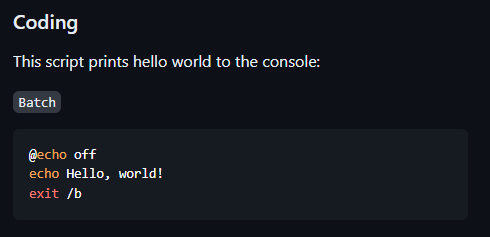 Coding
This script prints hello world to the console:
Batch
@echo off
echo Hello, world!
exit /b